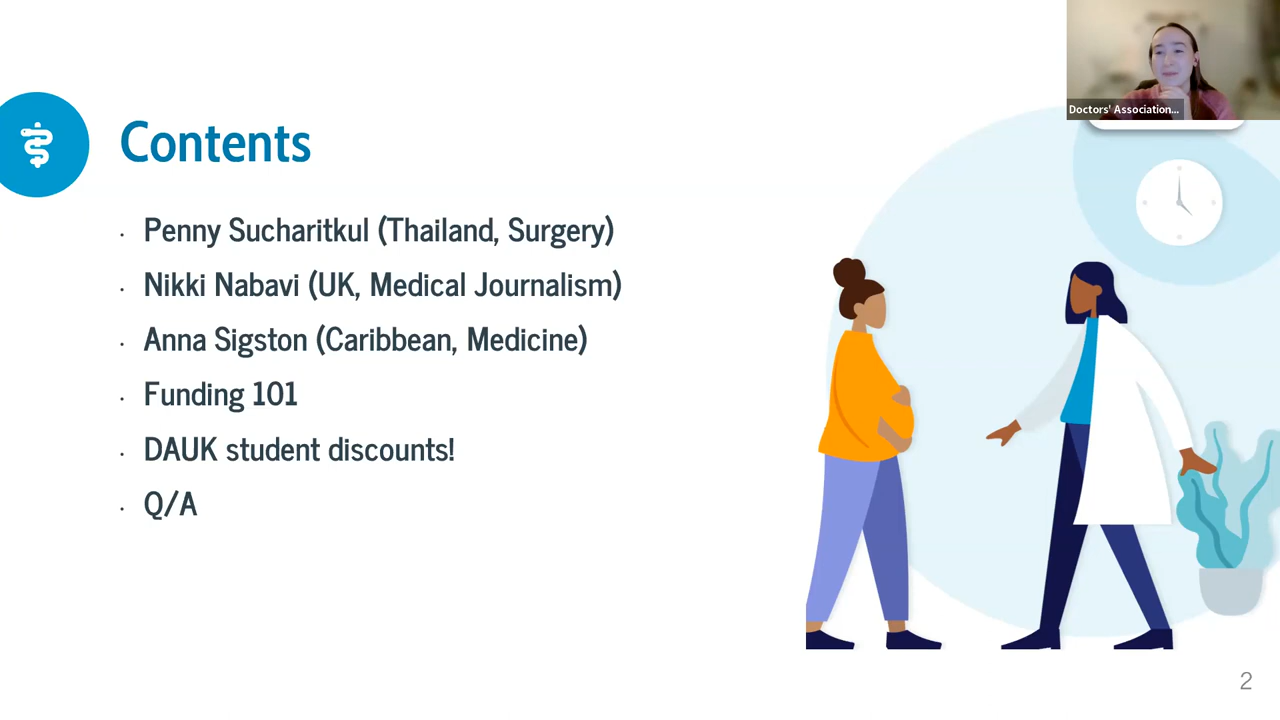 Doctors' Association...
Contents
· Penny Sucharitkul (Thailand, Surgery)
· Nikki Nabavi (UK, Medical Journalism)
· Anna Sigston (Caribbean, Medicine)
· Funding 101
· DAUK student discounts!
· Q/A
2